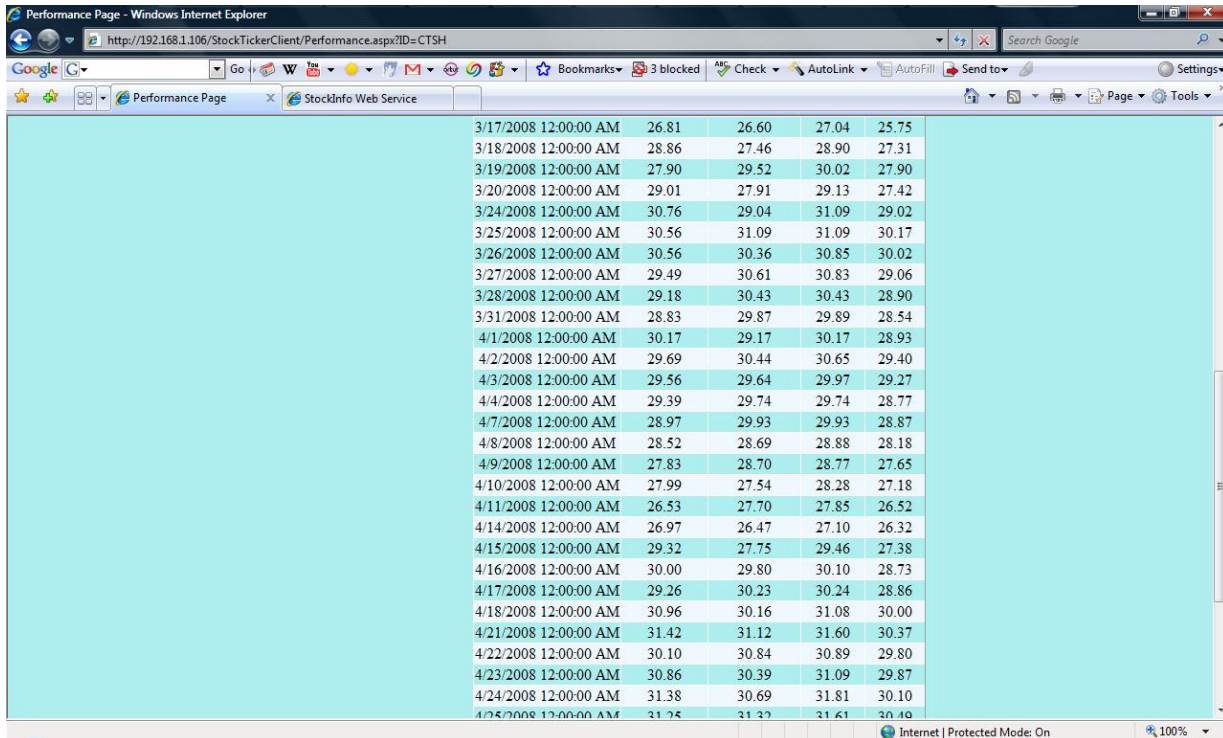 Performance Page - Windows Internet Explorer
http://192.168.1.106/StockTickerClient/Performance.aspx?ID=CTSH
Search Google
Google G Go W You Tube M Bookmarks 3 blocked ABC Check AutoLink AutoFill Send to Settings
Performance Page x StockInfo Web Service Page Tools
3/17/2008 12:00:00 AM 26.81 26.60 27.04 25.75
3/18/2008 12:00:00 AM 28.86 27.46 28.90 27.31
3/19/2008 12:00:00 AM 27.90 29.52 30.02 27.90
3/20/2008 12:00:00 AM 29.01 27.91 29.13 27.42
3/24/2008 12:00:00 AM 30.76 29.04 31.09 29.02
3/25/2008 12:00:00 AM 30.56 31.09 31.09 30.17
3/26/2008 12:00:00 AM 30.56 30.36 30.85 30.02
3/27/2008 12:00:00 AM 29.49 30.61 30.83 29.06
3/28/2008 12:00:00 AM 29.18 30.43 30.43 28.90
3/31/2008 12:00:00 AM 28.83 29.87 29.89 28.54
4/1/2008 12:00:00 AM 30.17 29.17 30.17 28.93
4/2/2008 12:00:00 AM 29.69 30.44 30.65 29.40
4/3/2008 12:00:00 AM 29.56 29.64 29.97 29.27
4/4/2008 12:00:00 AM 29.39 29.74 29.74 28.77
4/7/2008 12:00:00 AM 28.97 29.93 29.93 28.87
4/8/2008 12:00:00 AM 28.52 28.69 28.88 28.18
4/9/2008 12:00:00 AM 27.83 28.70 28.77 27.65
4/10/2008 12:00:00 AM 27.99 27.54 28.28 27.18
4/11/2008 12:00:00 AM 26.53 27.70 27.85 26.52
4/14/2008 12:00:00 AM 26.97 26.47 27.10 26.32
4/15/2008 12:00:00 AM 29.32 27.75 29.46 27.38
4/16/2008 12:00:00 AM 30.00 29.80 30.10 28.73
4/17/2008 12:00:00 AM 29.26 30.23 30.24 28.86
4/18/2008 12:00:00 AM 30.96 30.16 31.08 30.00
4/21/2008 12:00:00 AM 31.42 31.12 31.60 30.37
4/22/2008 12:00:00 AM 30.10 30.84 30.89 29.80
4/23/2008 12:00:00 AM 30.86 30.39 31.09 29.87
4/24/2008 12:00:00 AM 31.38 30.69 31.81 30.10
4/25/2008 12:00:00 AM 31.25 31.32 31.61 30.49
Internet | Protected Mode: On 100%